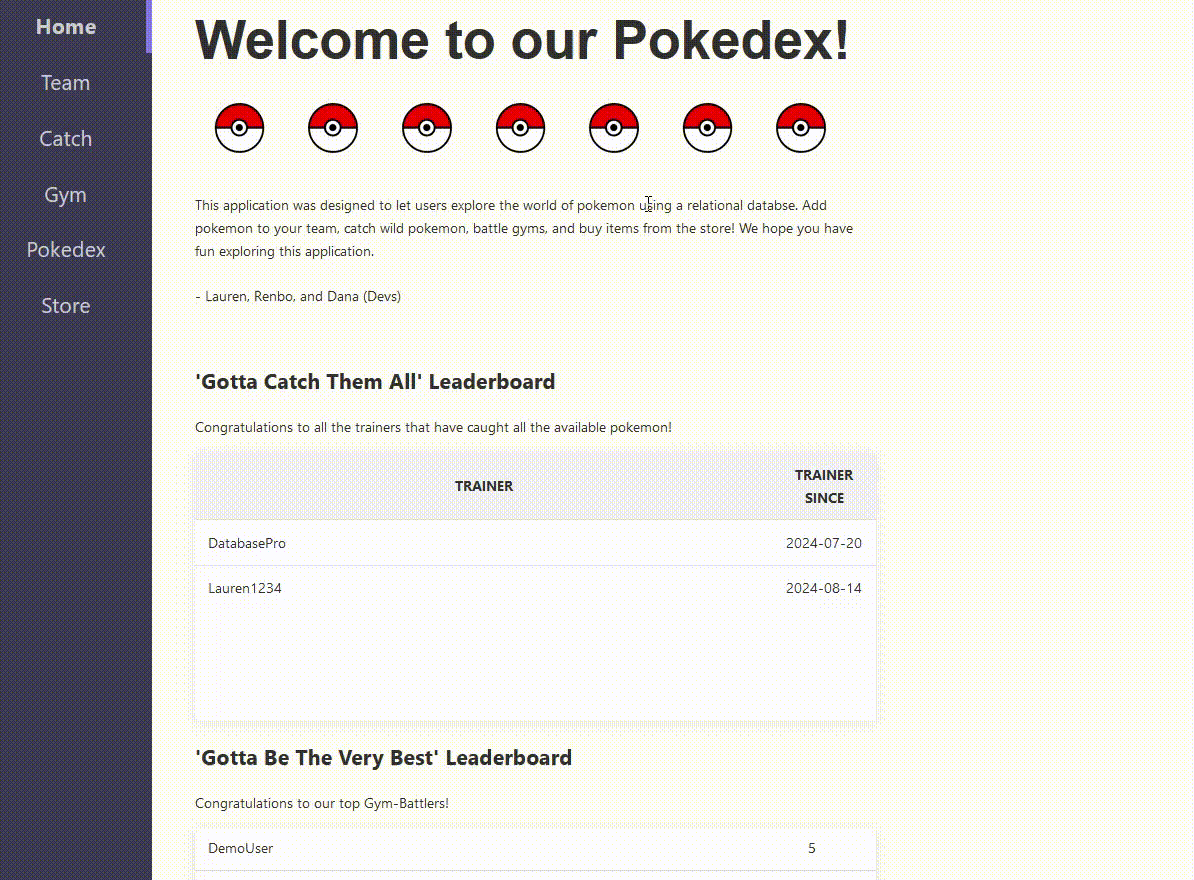 Home
Team
Catch
Gym
Pokedex
Store
Welcome to our Pokedex!
This application was designed to let users explore the world of pokemon using a relational databse. Add
pokemon to your team, catch wild pokemon, battle gyms, and buy items from the store! We hope you have
fun exploring this application.
- Lauren, Renbo, and Dana (Devs)
'Gotta Catch Them All' Leaderboard
Congratulations to all the trainers that have caught all the available pokemon!
TRAINER TRAINER SINCE
DatabasePro 2024-07-20
Lauren1234 2024-08-14
'Gotta Be The Very Best' Leaderboard
Congratulations to our top Gym-Battlers!
DemoUser 5